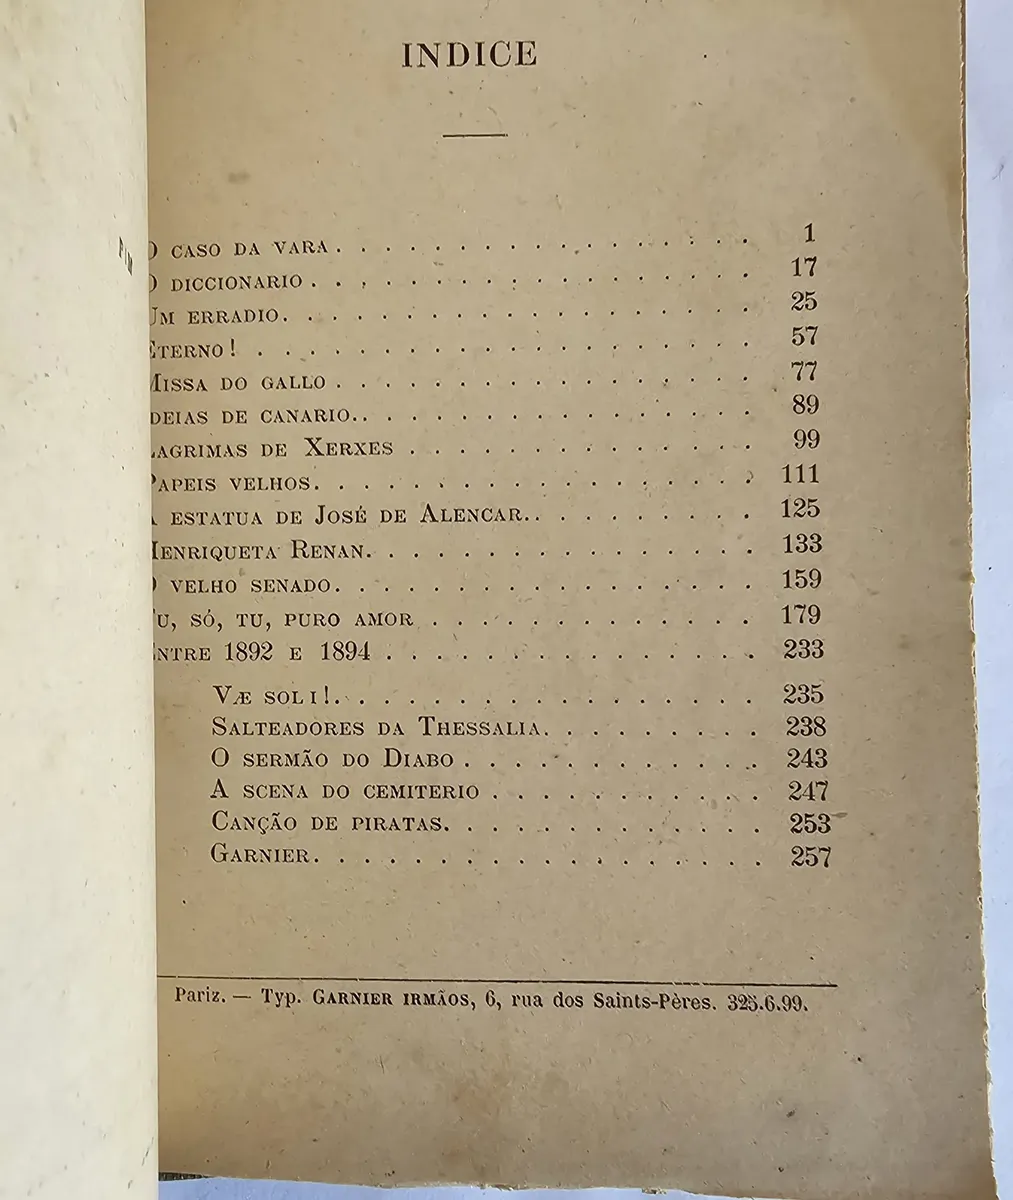 INDICE
O CASO DA VARA . . . . . . . . . . . . . . . . . 1
O DICCIONARIO . . . . . . . . . . . . . . . . . . 17
UM ERRADIO. . . . . . . . . . . . . . . . . . . 25
ETERNO ! . . . . . . . . . . . . . . . . . . . . 57
MISSA DO GALLO . . . . . . . . . . . . . . . . . 77
IDEIAS DE CANARIO. . . . . . . . . . . . . . . . 89
LAGRIMAS DE XERXES . . . . . . . . . . . . . . . 99
PAPEIS VELHOS. . . . . . . . . . . . . . . . . . 111
A ESTATUA DE JOSÉ DE ALENCAR. . . . . . . . . . 125
HENRIQUETA RENAN. . . . . . . . . . . . . . . . 133
O VELHO SENADO. . . . . . . . . . . . . . . . . 159
TU, SÓ, TU, PURO AMOR . . . . . . . . . . . . . 179
ENTRE 1892 E 1894 . . . . . . . . . . . . . . . 233
VÆ SOLI!. . . . . . . . . . . . . . . . . . 235
SALTEADORES DA THESSALIA. . . . . . . . . . 238
O SERMÃO DO DIABO . . . . . . . . . . . . . 243
A SCENA DO CEMITERIO . . . . . . . . . . . 247
CANÇÃO DE PIRATAS. . . . . . . . . . . . . 253
GARNIER. . . . . . . . . . . . . . . . . . 257
Pariz. — Typ. GARNIER IRMÃOS, 6, rua dos Saints-Pères. 325.6.99.